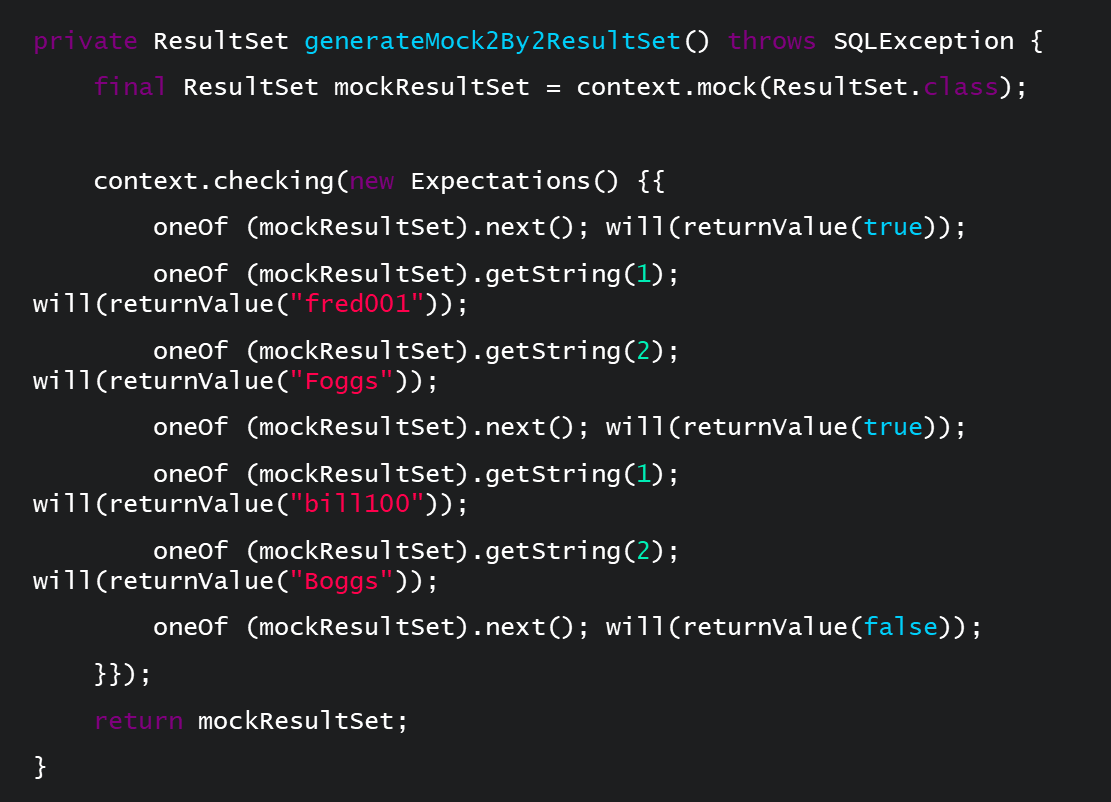 private ResultSet generateMock2By2ResultSet() throws SQLException {
    final ResultSet mockResultSet = context.mock(ResultSet.class);

    context.checking(new Expectations() {{
        oneOf (mockResultSet).next(); will(returnValue(true));
        oneOf (mockResultSet).getString(1);
will(returnValue("fred001"));
        oneOf (mockResultSet).getString(2);
will(returnValue("Foggs"));
        oneOf (mockResultSet).next(); will(returnValue(true));
        oneOf (mockResultSet).getString(1);
will(returnValue("bill100"));
        oneOf (mockResultSet).getString(2);
will(returnValue("Boggs"));
        oneOf (mockResultSet).next(); will(returnValue(false));
    }});
    return mockResultSet;
}